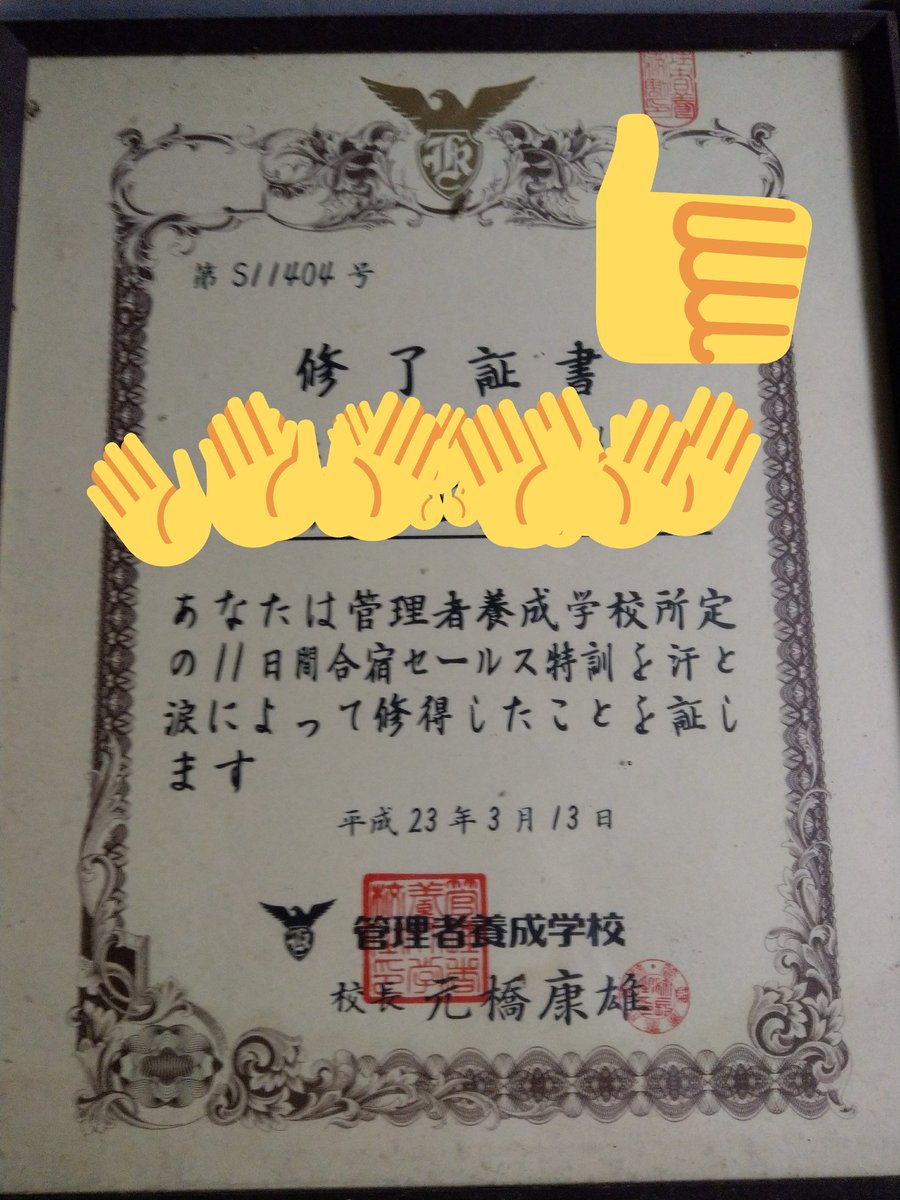 第 S11404 号
修了証書
あなたは管理者養成学校所定
の11日間合宿セールス特訓を汗と
涙によって修得したことを証し
ます
平成23年3月13日
管理者養成学校
校長 元橋康雄